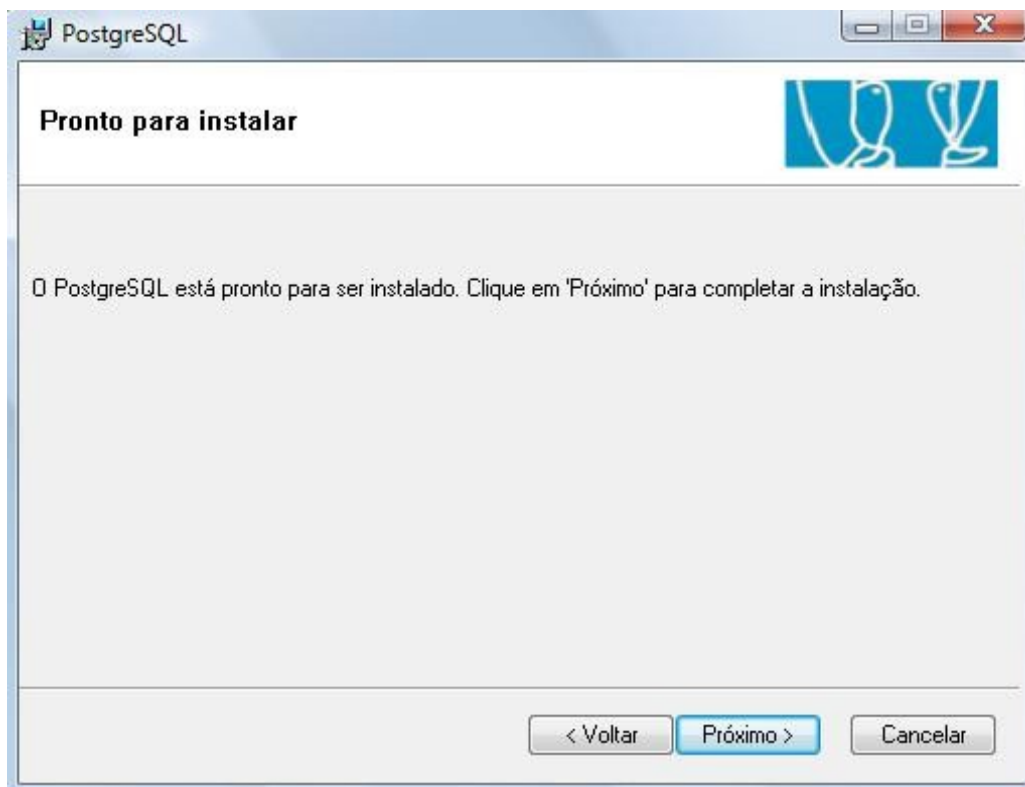 PostgreSQL
Pronto para instalar
O PostgreSQL está pronto para ser instalado. Clique em 'Próximo' para completar a instalação.
< Voltar
Próximo >
Cancelar